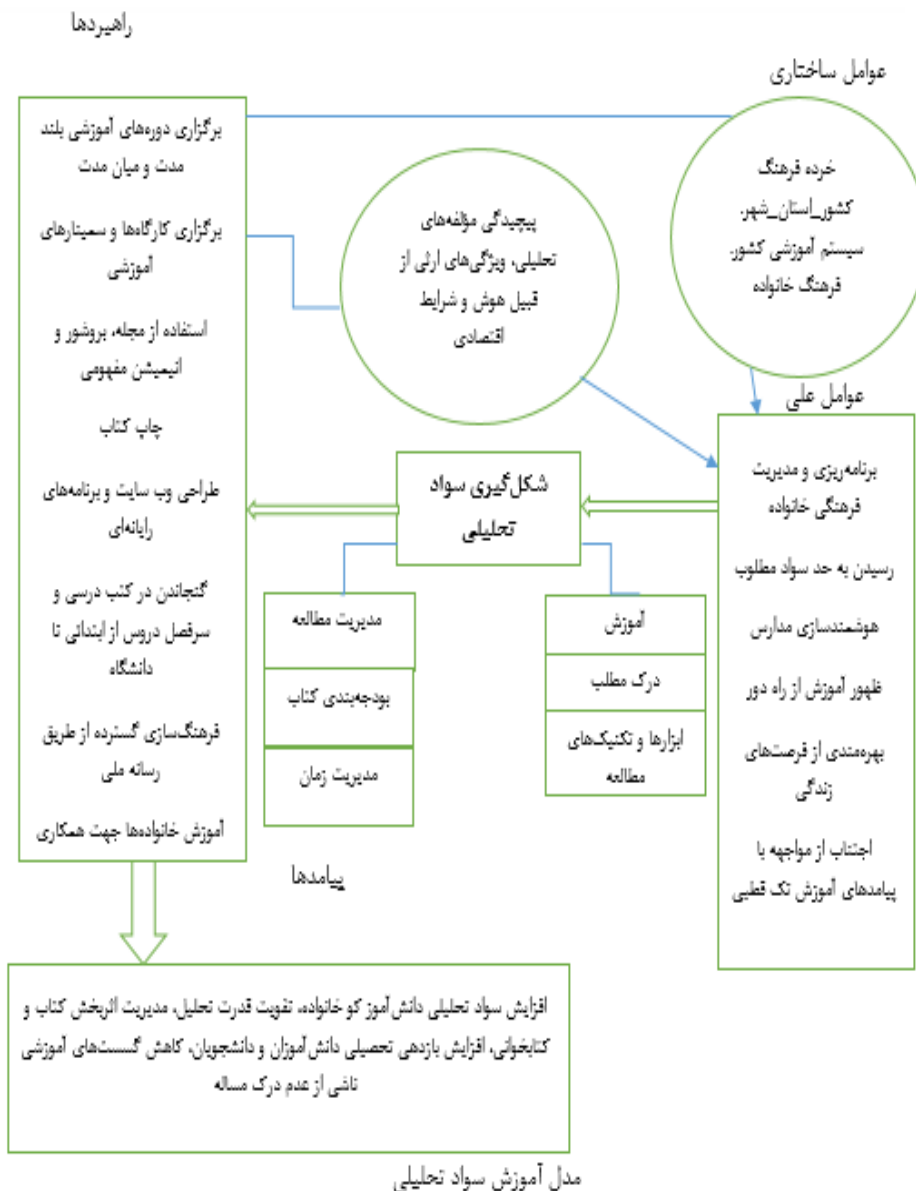 راهبردها
عوامل ساختاری
خرده فرهنگ
کشور_استان_شهر.
سیستم آموزشی کشور.
فرهنگ خانواده
پیچیدگی مؤلفه‌های
تحلیلی، ویژگی‌های ارثی از
قبیل هوش و شرایط
اقتصادی
برگزاری دوره‌های آموزشی بلند
مدت و میان مدت
برگزاری کارگاه‌ها و سمینارهای
آموزشی
استفاده از مجله، بروشور و
انیمیشن مفهومی
چاپ کتاب
طراحی وب سایت و برنامه‌های
رایانه‌ای
گنجاندن در کتب درسی و
سرفصل دروس از ابتدائی تا
دانشگاه
فرهنگ‌سازی گسترده از طریق
رسانه ملی
آموزش خانواده‌ها جهت همکاری
عوامل علی
برنامه‌ریزی و مدیریت
فرهنگی خانواده
رسیدن به حد سواد مطلوب
هوشمندسازی مدارس
ظهور آموزش از راه دور
بهره‌مندی از فرصت‌های
زندگی
اجتناب از مواجهه با
پیامدهای آموزش تک قطبی
شکل‌گیری سواد
تحلیلی
آموزش
درک مطلب
ابزارها و تکنیک‌های
مطالعه
مدیریت مطالعه
بودجه‌بندی کتاب
مدیریت زمان
پیامدها
افزایش سواد تحلیلی دانش‌آموز کو خانواده، تقویت قدرت تحلیل، مدیریت اثربخش کتاب و
کتابخوانی، افزایش بازدهی تحصیلی دانش‌آموزان و دانشجویان، کاهش گسست‌های آموزشی
ناشی از عدم درک مساله
مدل آموزش سواد تحلیلی